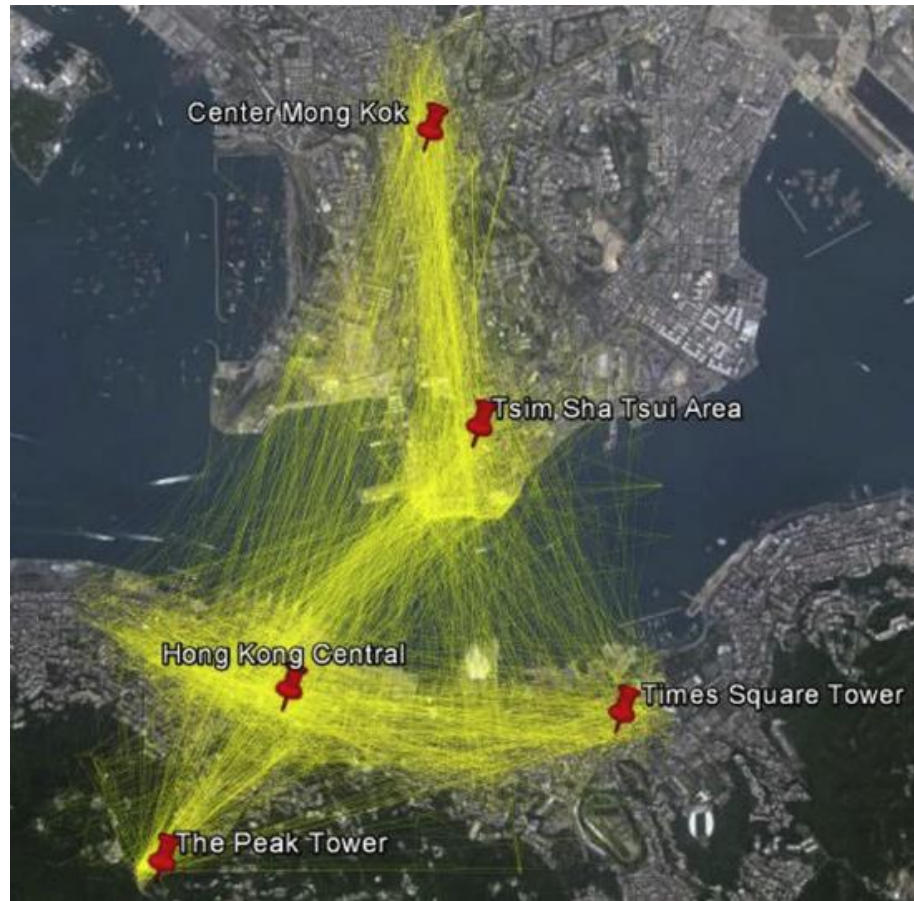 Center Mong Kok
Tsim Sha Tsui Area
Hong Kong Central
Times Square Tower
The Peak Tower